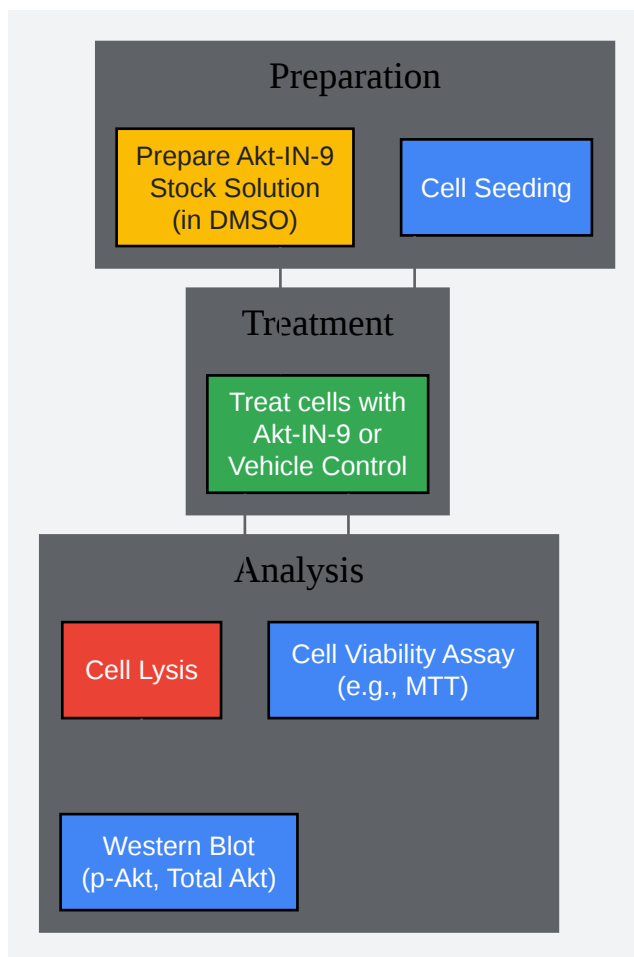 Preparation
Prepare Akt-IN-9
Stock Solution
(in DMSO)
Cell Seeding
Treatment
Treat cells with
Akt-IN-9 or
Vehicle Control
Analysis
Cell Lysis
Cell Viability Assay
(e.g., MTT)
Western Blot
(p-Akt, Total Akt)